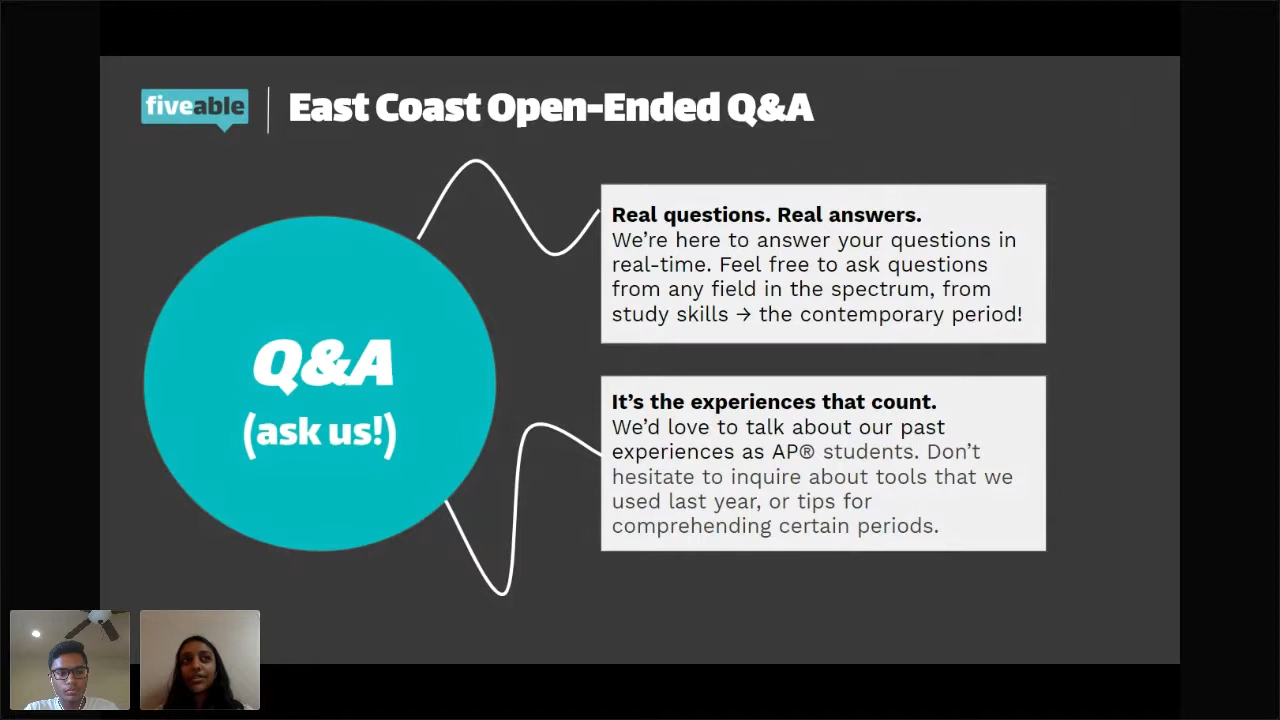 fiveable
East Coast Open-Ended Q&A
Q&A
(ask us!)
Real questions. Real answers.
We’re here to answer your questions in
real-time. Feel free to ask questions
from any field in the spectrum, from
study skills → the contemporary period!
It’s the experiences that count.
We’d love to talk about our past
experiences as AP® students. Don’t
hesitate to inquire about tools that we
used last year, or tips for
comprehending certain periods.